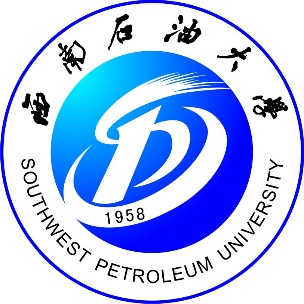 西南石油大学
1958
SOUTHWEST PETROLEUM UNIVERSITY